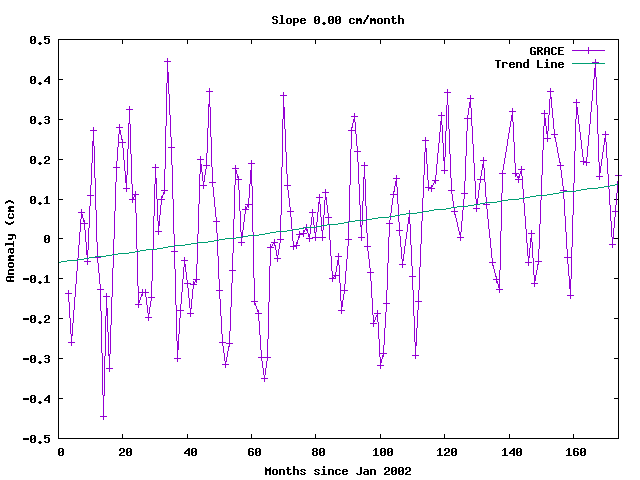 Slope 0.00 cm/month
GRACE
Trend Line
0.5
0.4
0.3
0.2
0.1
0
-0.1
-0.2
-0.3
-0.4
-0.5
Anomaly (cm)
0 20 40 60 80 100 120 140 160
Months since Jan 2002